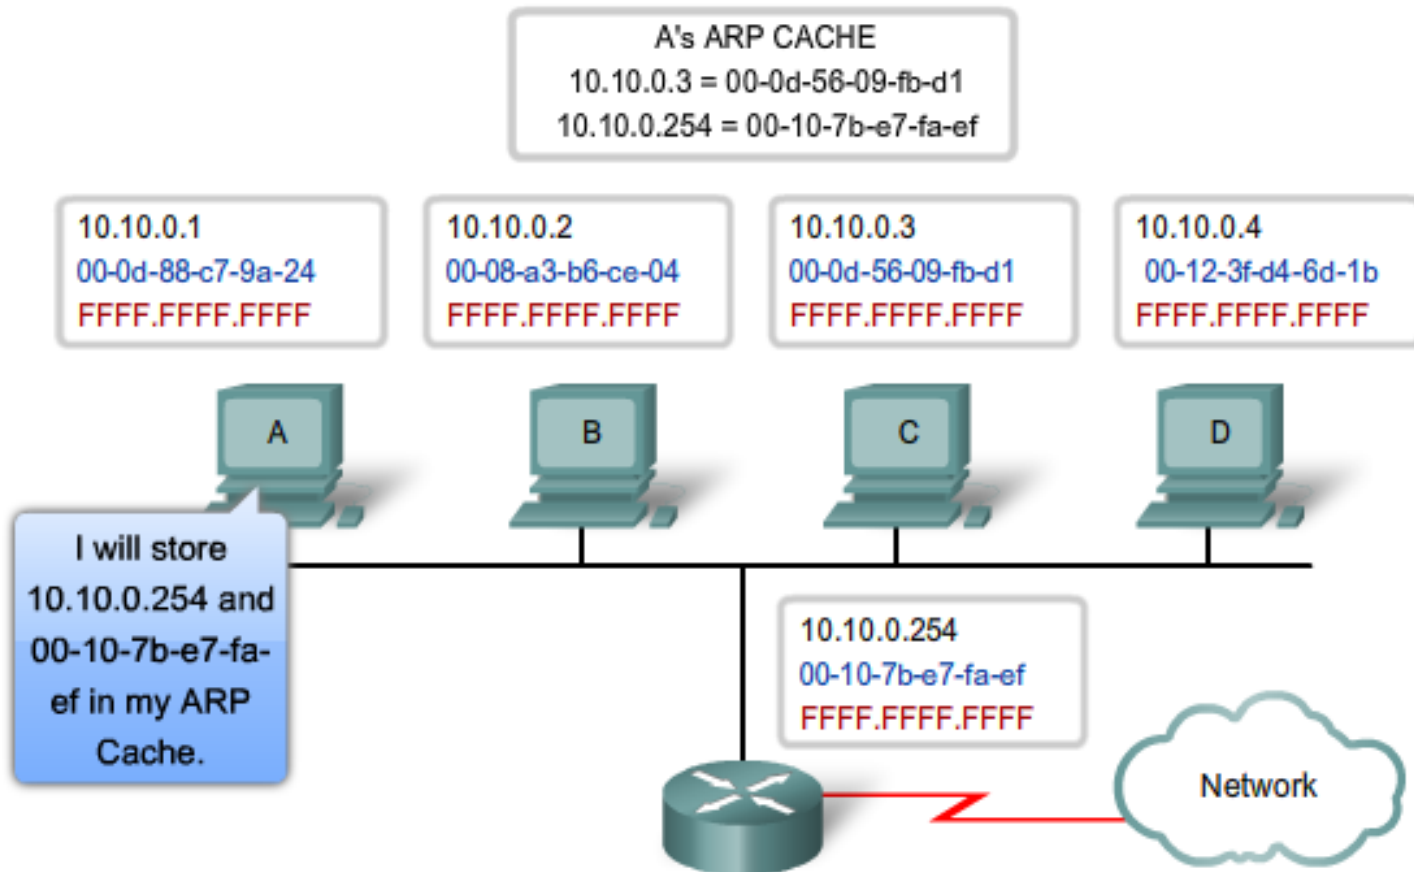 A's ARP CACHE
10.10.0.3 = 00-0d-56-09-fb-d1
10.10.0.254 = 00-10-7b-e7-fa-ef
10.10.0.1
00-0d-88-c7-9a-24
FFFF.FFFF.FFFF
10.10.0.2
00-08-a3-b6-ce-04
FFFF.FFFF.FFFF
10.10.0.3
00-0d-56-09-fb-d1
FFFF.FFFF.FFFF
10.10.0.4
00-12-3f-d4-6d-1b
FFFF.FFFF.FFFF
A
B
C
D
I will store
10.10.0.254 and
00-10-7b-e7-fa-
ef in my ARP
Cache.
10.10.0.254
00-10-7b-e7-fa-ef
FFFF.FFFF.FFFF
Network